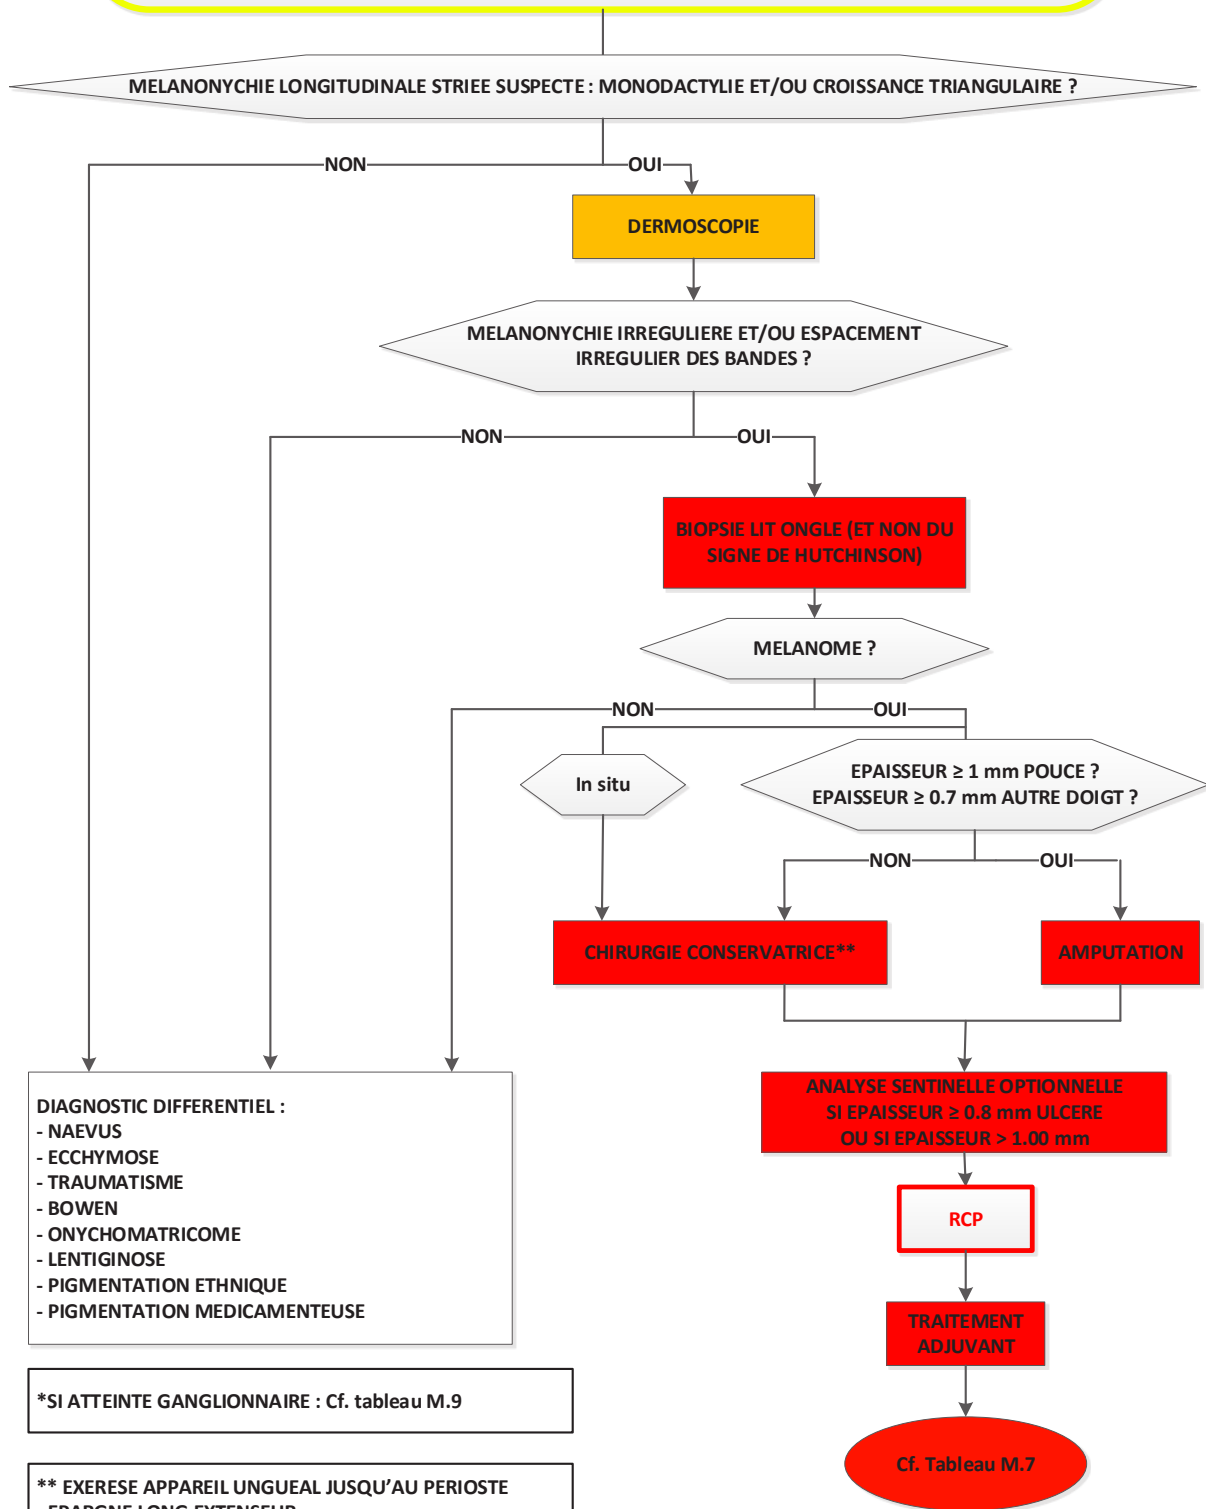 MELANONYCHIE LONGITUDINALE STRIEE SUSPECTE : MONODACTYLIE ET/OU CROISSANCE TRIANGULAIRE ?
NON
OUI
DERMOSCOPIE
MELANONYCHIE IRREGULIERE ET/OU ESPACEMENT
IRREGULIER DES BANDES ?
NON
OUI
BIOPSIE LIT ONGLE (ET NON DU
SIGNE DE HUTCHINSON)
MELANOME ?
NON
OUI
In situ
EPAISSEUR ≥ 1 mm POUCE ?
EPAISSEUR ≥ 0.7 mm AUTRE DOIGT ?
NON
OUI
CHIRURGIE CONSERVATRICE**
AMPUTATION
ANALYSE SENTINELLE OPTIONNELLE
SI EPAISSEUR ≥ 0.8 mm ULCERE
OU SI EPAISSEUR > 1.00 mm
RCP
TRAITEMENT
ADJUVANT
Cf. Tableau M.7
DIAGNOSTIC DIFFERENTIEL :
- NAEVUS
- ECCHYMOSE
- TRAUMATISME
- BOWEN
- ONYCHOMATRICOME
- LENTIGINOSE
- PIGMENTATION ETHNIQUE
- PIGMENTATION MEDICAMENTEUSE
*SI ATTEINTE GANGLIONNAIRE : Cf. tableau M.9
** EXERESE APPAREIL UNGUEAL JUSQU'AU PERIOSTE
EPARGNE LONG EXTENSEUR